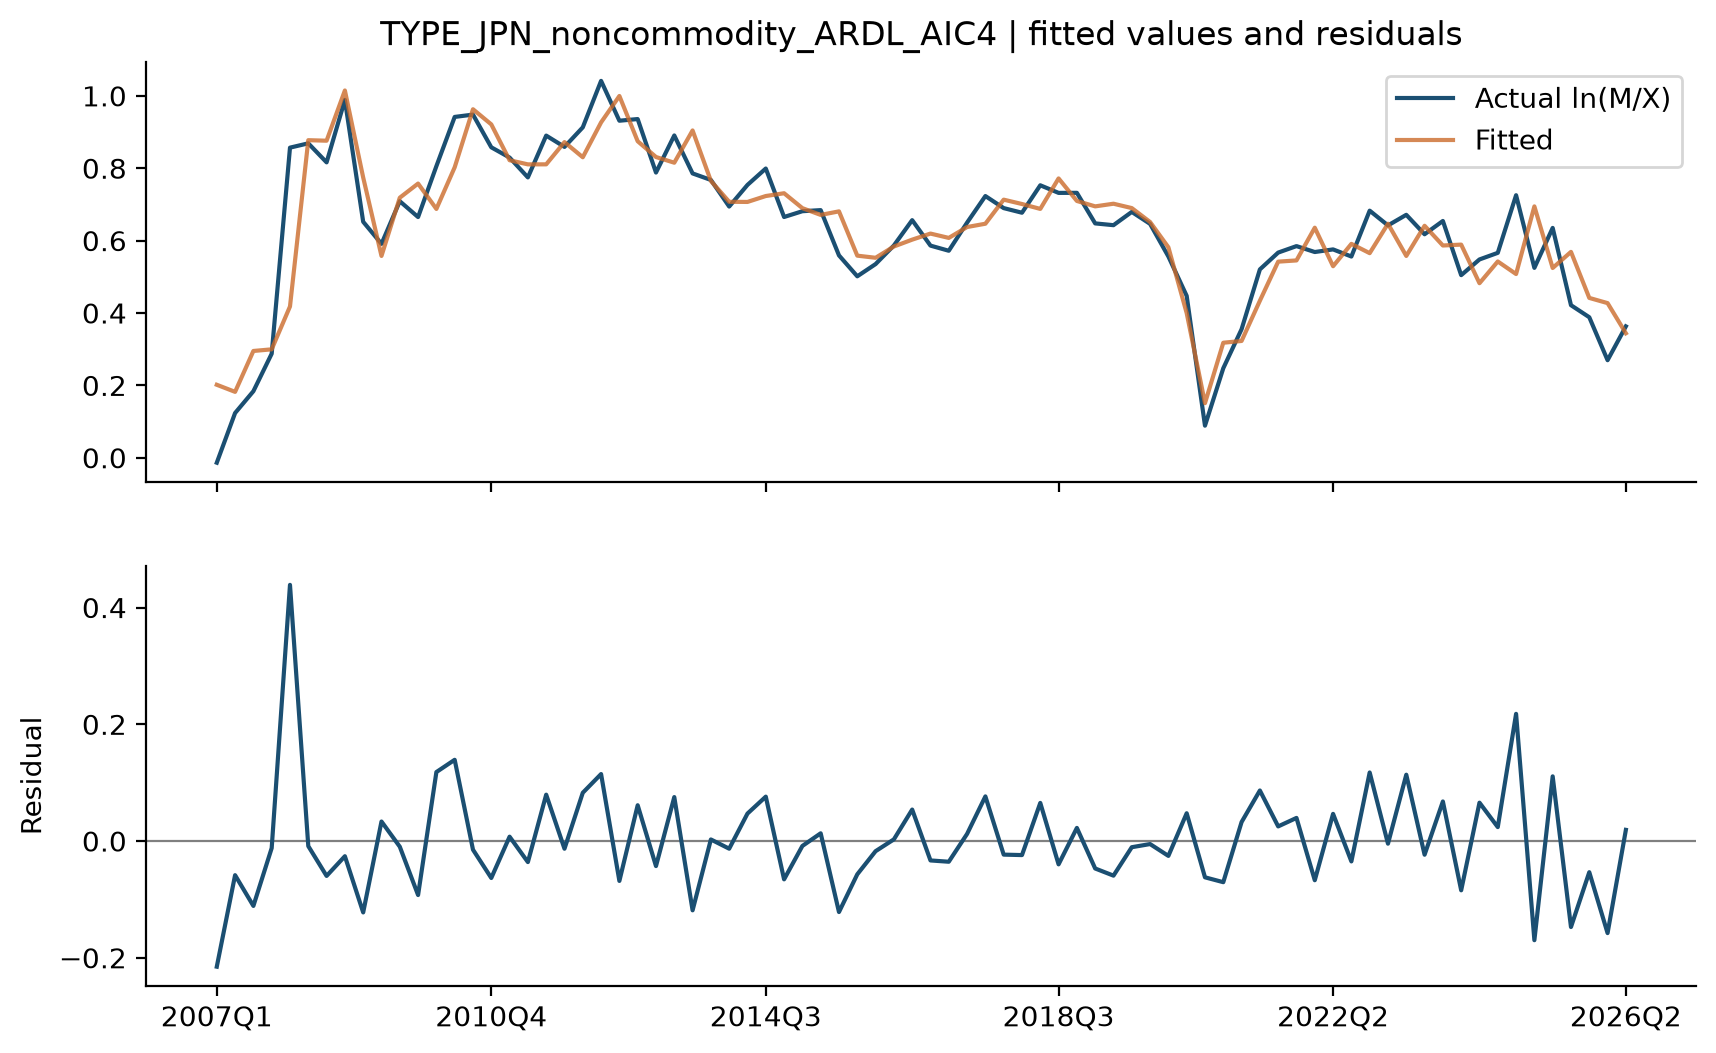 TYPE_JPN_noncommodity_ARDL_AIC4 | fitted values and residuals
Actual ln(M/X)
Fitted
1.0
0.8
0.6
0.4
0.2
0.0
Residual
0.4
0.2
0.0
−0.2
2007Q1
2010Q4
2014Q3
2018Q3
2022Q2
2026Q2